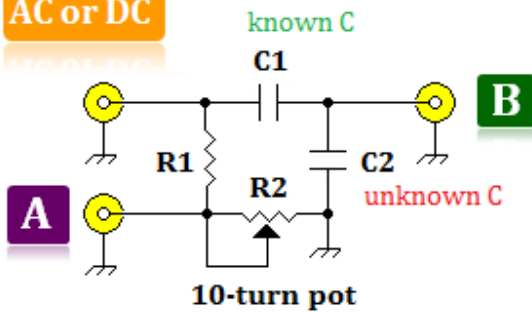 AC or DC
known C
C1
B
R1
C2
R2
unknown C
A
10-turn pot